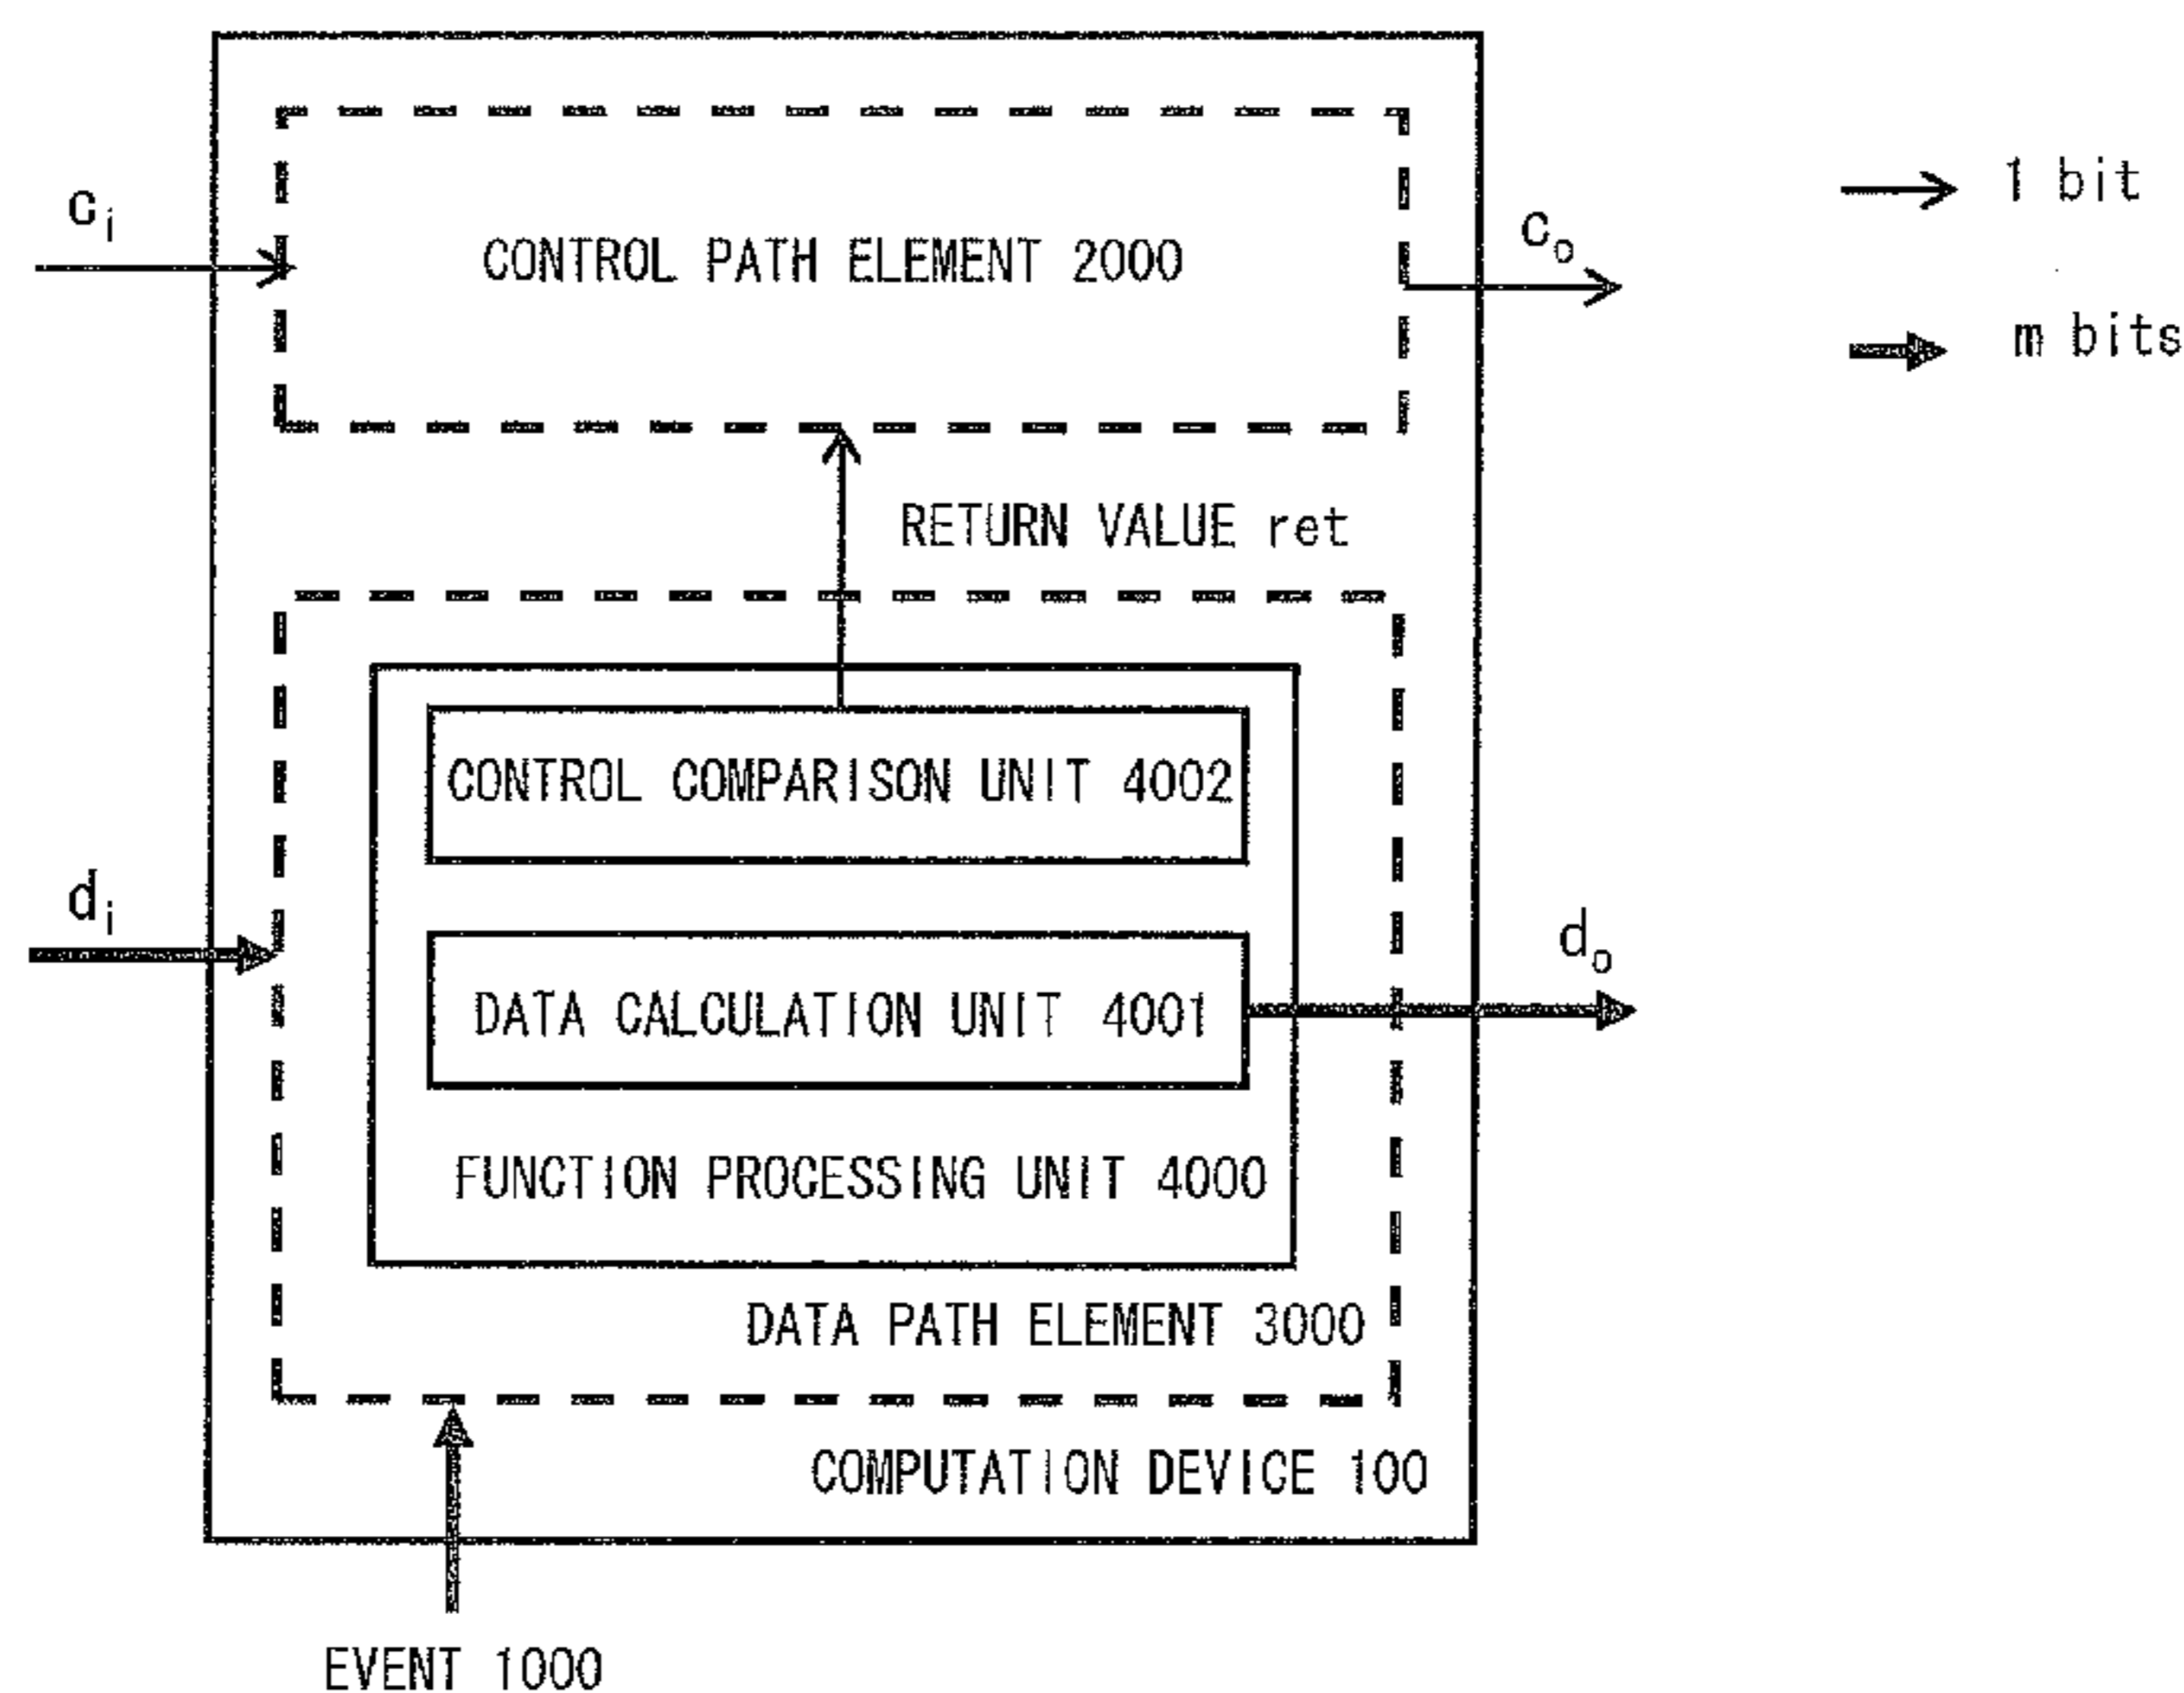 1 bit
c_i
c_o
CONTROL PATH ELEMENT 2000
m bits
RETURN VALUE ret
CONTROL COMPARISON UNIT 4002
d_i
d_o
DATA CALCULATION UNIT 4001
FUNCTION PROCESSING UNIT 4000
DATA PATH ELEMENT 3000
COMPUTATION DEVICE 100
EVENT 1000